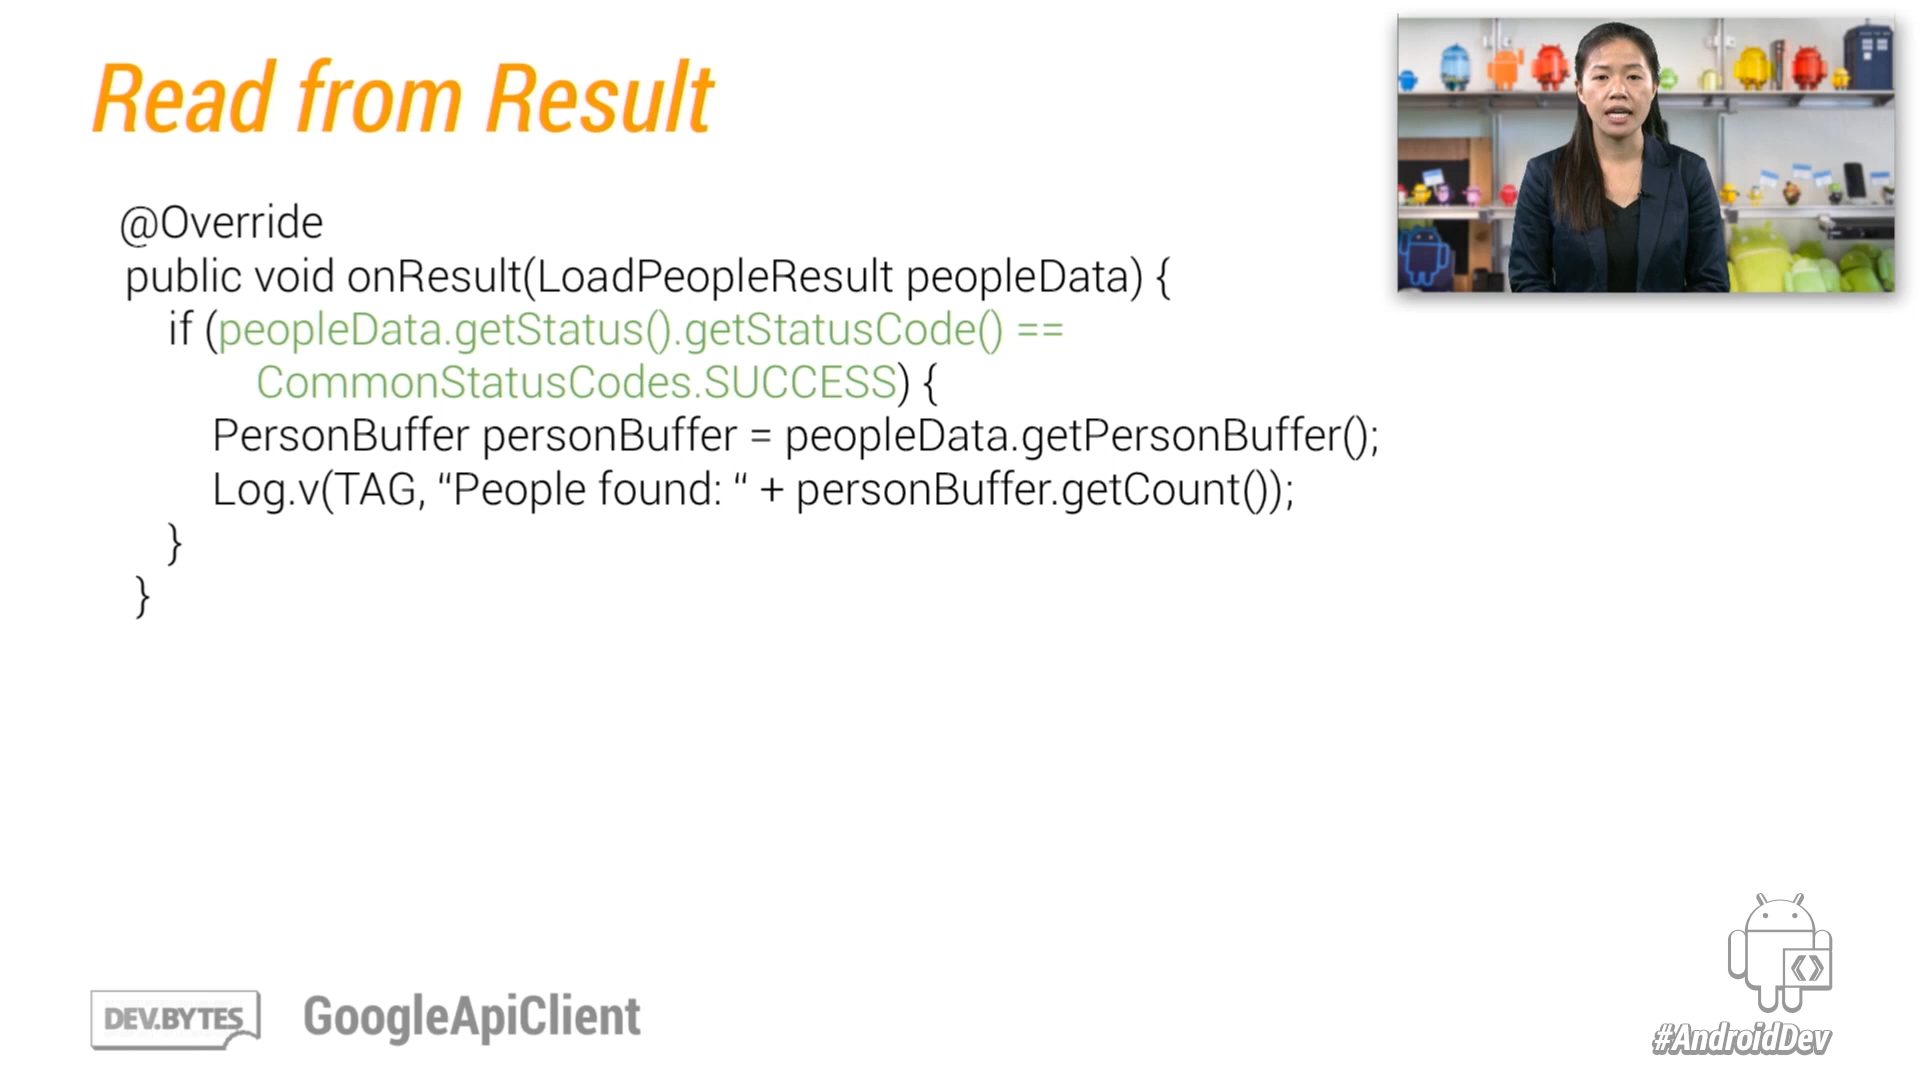 Read from Result
@Override
public void onResult(LoadPeopleResult peopleData) {
if (peopleData.getStatus().getStatusCode() ==
CommonStatusCodes.SUCCESS) {
PersonBuffer personBuffer = peopleData.getPersonBuffer();
Log.v(TAG, “People found: “ + personBuffer.getCount());
}
}
DEV.BYTES
GoogleApiClient
#AndroidDev